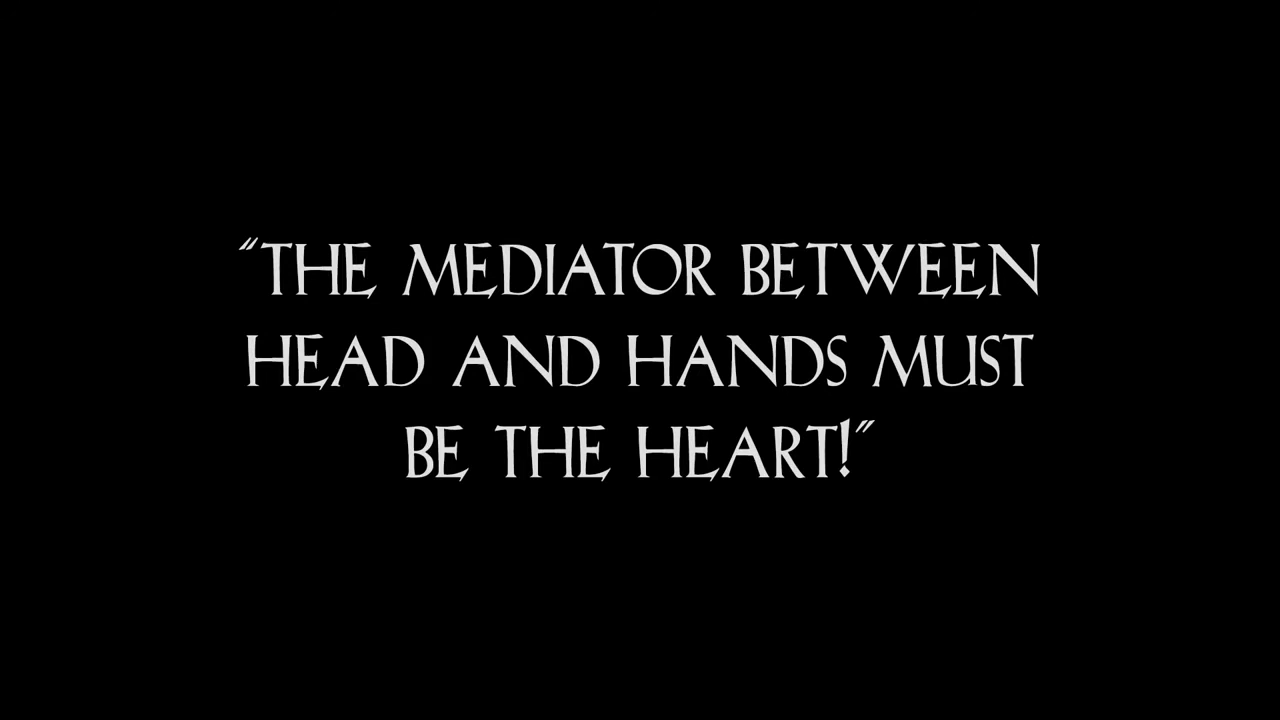 "THE MEDIATOR BETWEEN
HEAD AND HANDS MUST
BE THE HEART!"